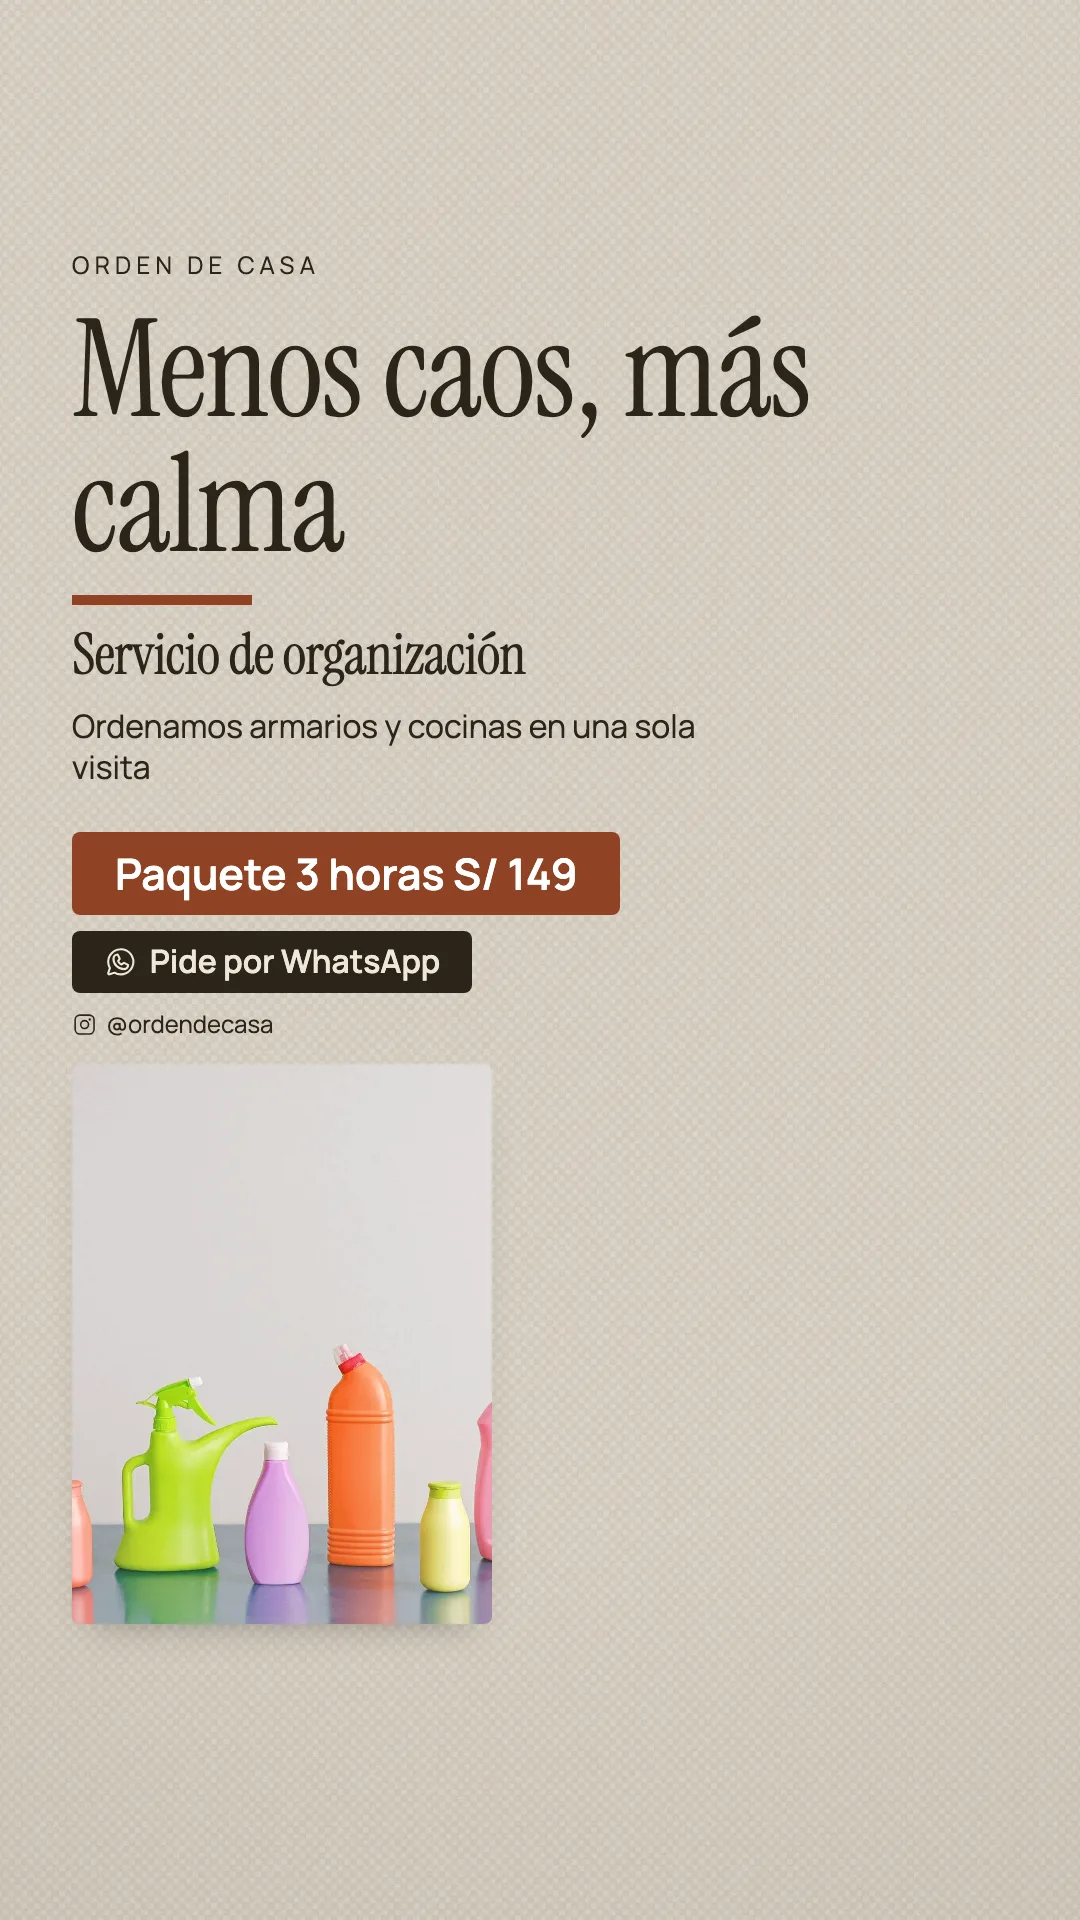 ORDEN DE CASA
Menos caos, más
calma
Servicio de organización
Ordenamos armarios y cocinas en una sola
visita
Paquete 3 horas S/ 149
Pide por WhatsApp
@ordendecasa